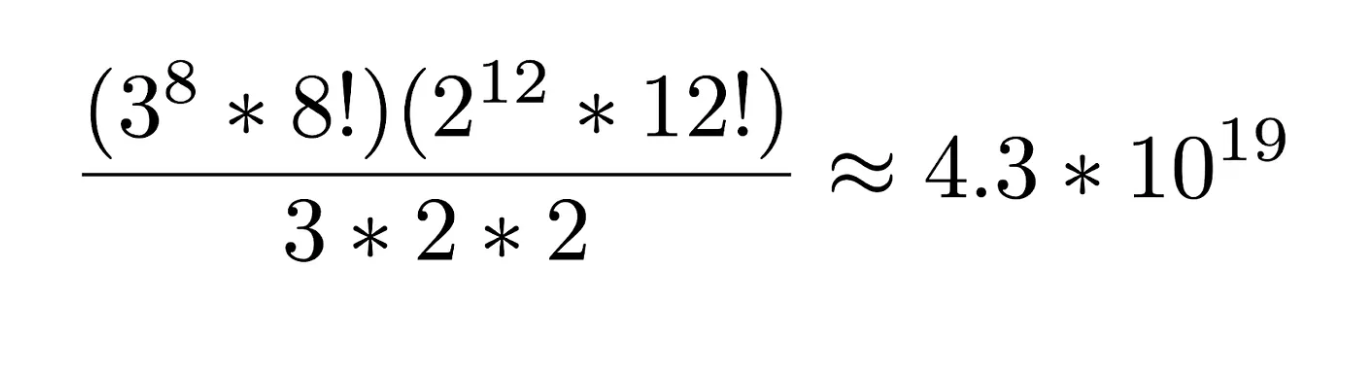 (3^8 * 8!)(2^12 * 12!)
3 * 2 * 2
≈ 4.3 * 10^19